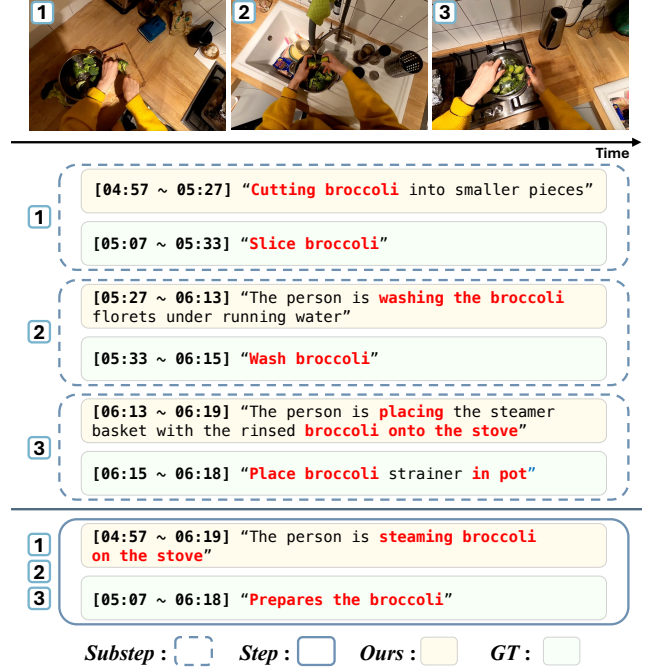 1
2
3
Time
1
[04:57 ~ 05:27] “Cutting broccoli into smaller pieces”
[05:07 ~ 05:33] “Slice broccoli”
2
[05:27 ~ 06:13] “The person is washing the broccoli
florets under running water”
[05:33 ~ 06:15] “Wash broccoli”
3
[06:13 ~ 06:19] “The person is placing the steamer
basket with the rinsed broccoli onto the stove”
[06:15 ~ 06:18] “Place broccoli strainer in pot”
1
2
3
[04:57 ~ 06:19] “The person is steaming broccoli
on the stove”
[05:07 ~ 06:18] “Prepares the broccoli”
Substep : Step : Ours : GT :